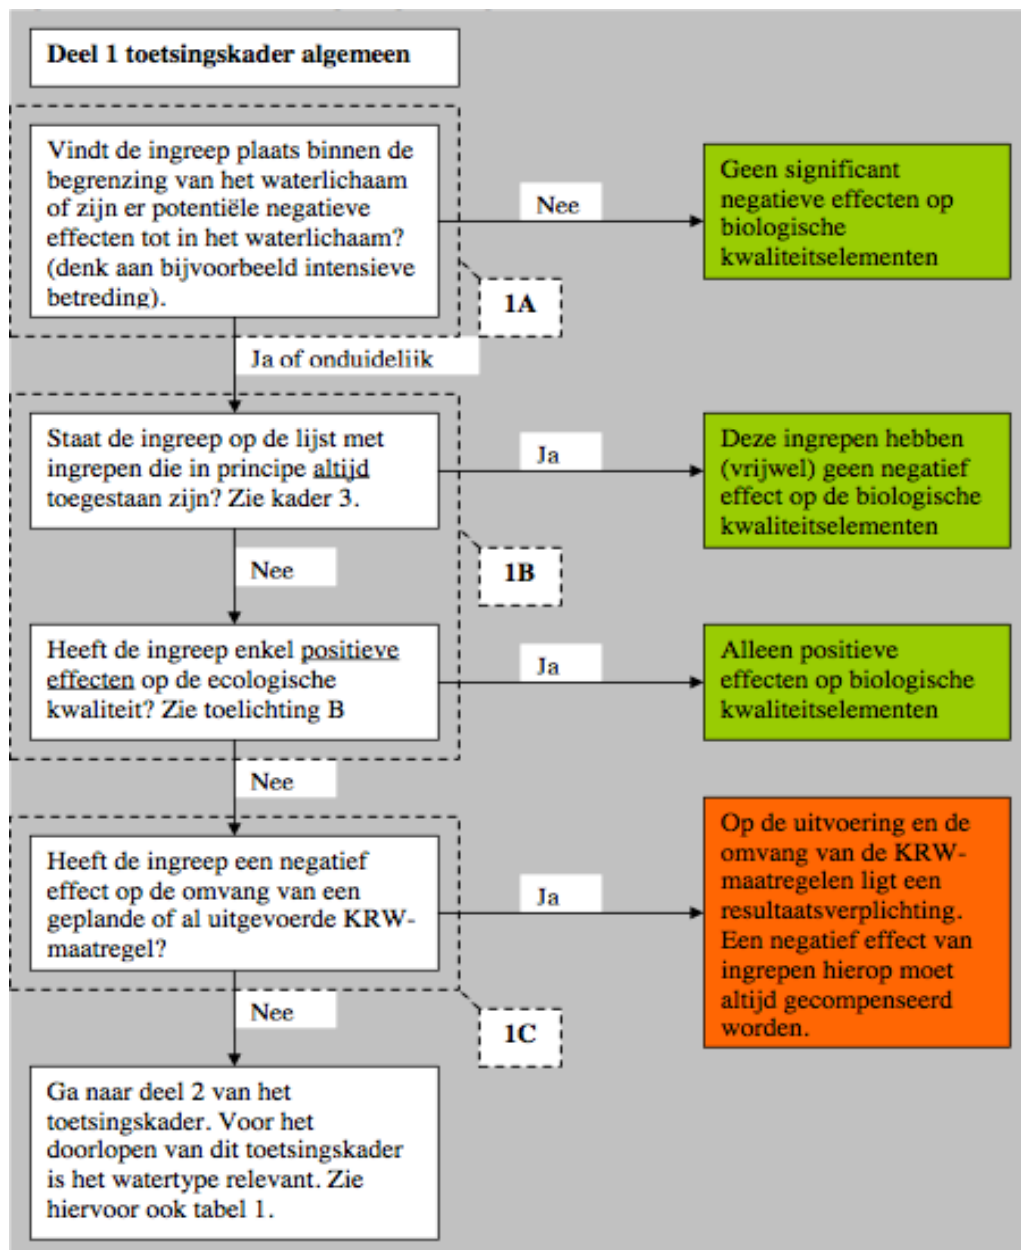 Deel 1 toetsingskader algemeen
Vindt de ingreep plaats binnen de
begrenzing van het waterlichaam
of zijn er potentiële negatieve
effecten tot in het waterlichaam?
(denk aan bijvoorbeeld intensieve
betreding).
Nee
Geen significant
negatieve effecten op
biologische
kwaliteitselementen
1A
Ja of onduidelijk
Staat de ingreep op de lijst met
ingrepen die in principe altijd
toegestaan zijn? Zie kader 3.
Ja
Deze ingrepen hebben
(vrijwel) geen negatief
effect op de biologische
kwaliteitselementen
Nee
1B
Heeft de ingreep enkel positieve
effecten op de ecologische
kwaliteit? Zie toelichting B
Ja
Alleen positieve
effecten op biologische
kwaliteitselementen
Nee
Heeft de ingreep een negatief
effect op de omvang van een
geplande of al uitgevoerde KRW-
maatregel?
Ja
Op de uitvoering en de
omvang van de KRW-
maatregelen ligt een
resultaatsverplichting.
Een negatief effect van
ingrepen hierop moet
altijd gecompenseerd
worden.
Nee
1C
Ga naar deel 2 van het
toetsingskader. Voor het
doorlopen van dit toetsingskader
is het watertype relevant. Zie
hiervoor ook tabel 1.